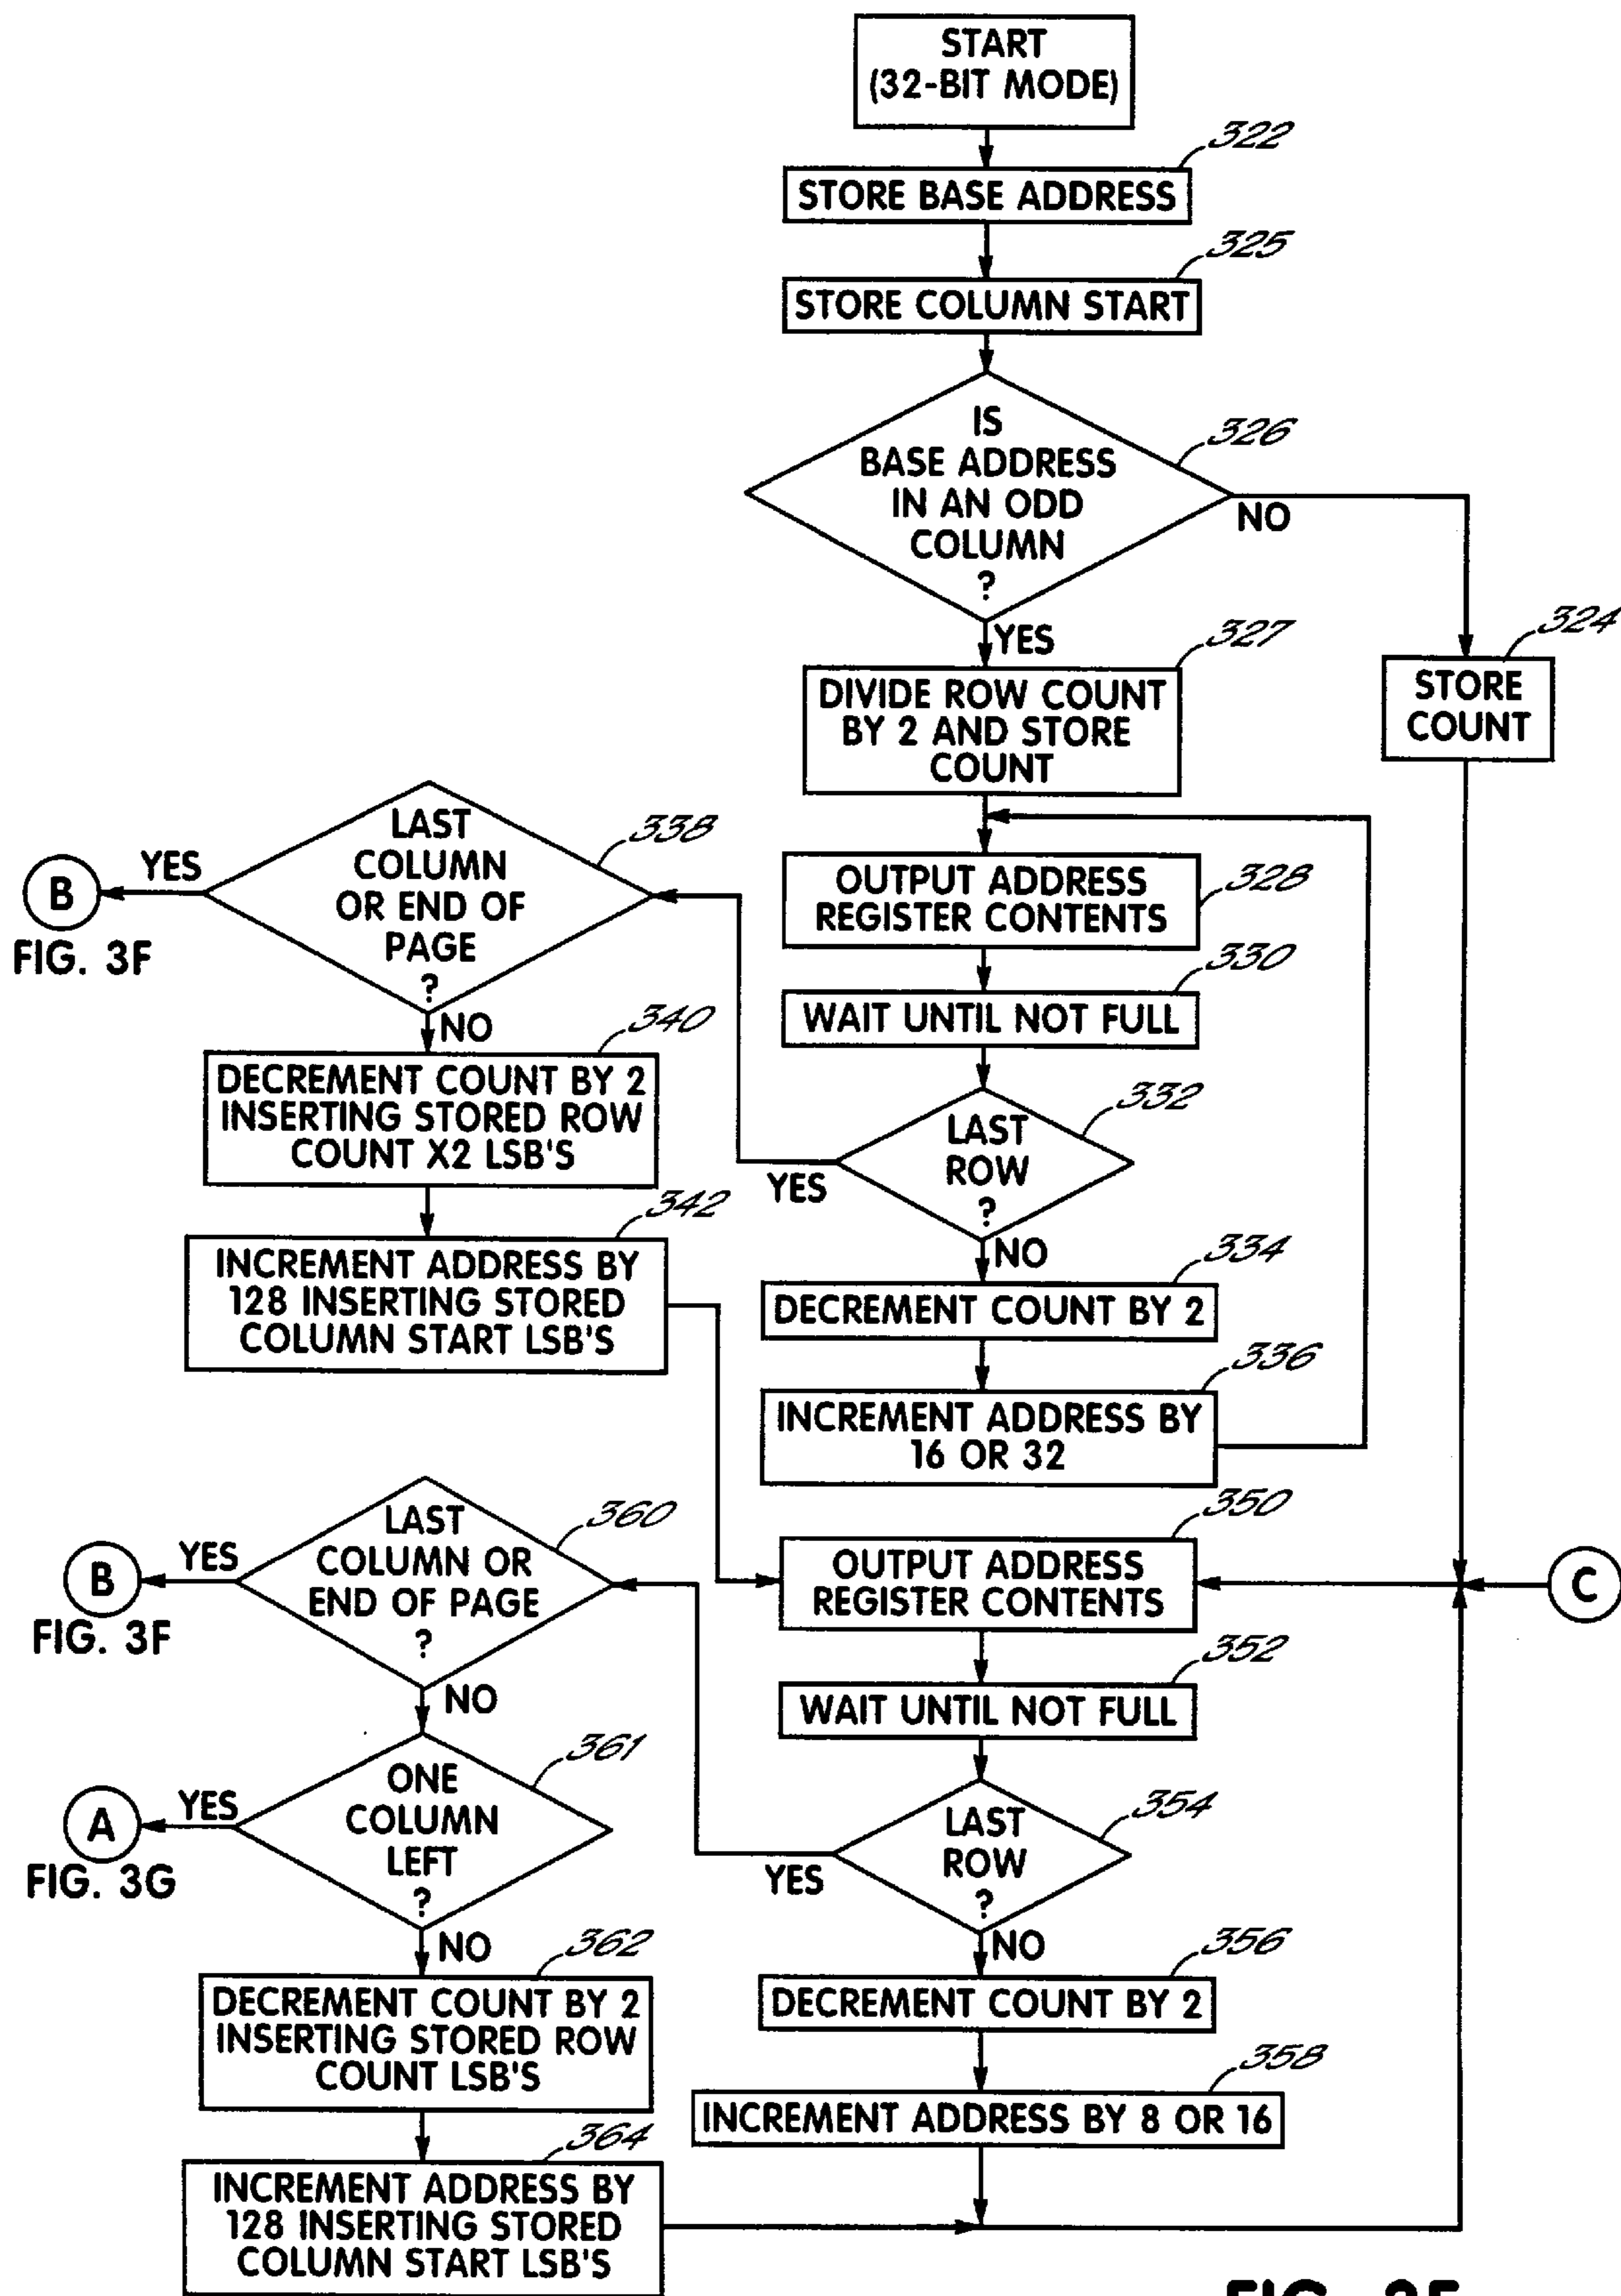 START
(32-BIT MODE)
322
STORE BASE ADDRESS
325
STORE COLUMN START
326
IS
BASE ADDRESS
IN AN ODD
COLUMN
?
NO
324
STORE
COUNT
YES
327
DIVIDE ROW COUNT
BY 2 AND STORE
COUNT
328
OUTPUT ADDRESS
REGISTER CONTENTS
330
WAIT UNTIL NOT FULL
332
LAST
ROW
?
YES
NO
334
DECREMENT COUNT BY 2
336
INCREMENT ADDRESS BY
16 OR 32
338
LAST
COLUMN
OR END OF
PAGE
?
YES
B
FIG. 3F
NO
340
DECREMENT COUNT BY 2
INSERTING STORED ROW
COUNT X2 LSB'S
342
INCREMENT ADDRESS BY
128 INSERTING STORED
COLUMN START LSB'S
350
OUTPUT ADDRESS
REGISTER CONTENTS
C
352
WAIT UNTIL NOT FULL
354
LAST
ROW
?
YES
NO
356
DECREMENT COUNT BY 2
358
INCREMENT ADDRESS BY 8 OR 16
360
LAST
COLUMN OR
END OF PAGE
?
YES
B
FIG. 3F
NO
361
ONE
COLUMN
LEFT
?
YES
A
FIG. 3G
NO
362
DECREMENT COUNT BY 2
INSERTING STORED ROW
COUNT LSB'S
364
INCREMENT ADDRESS BY
128 INSERTING STORED
COLUMN START LSB'S